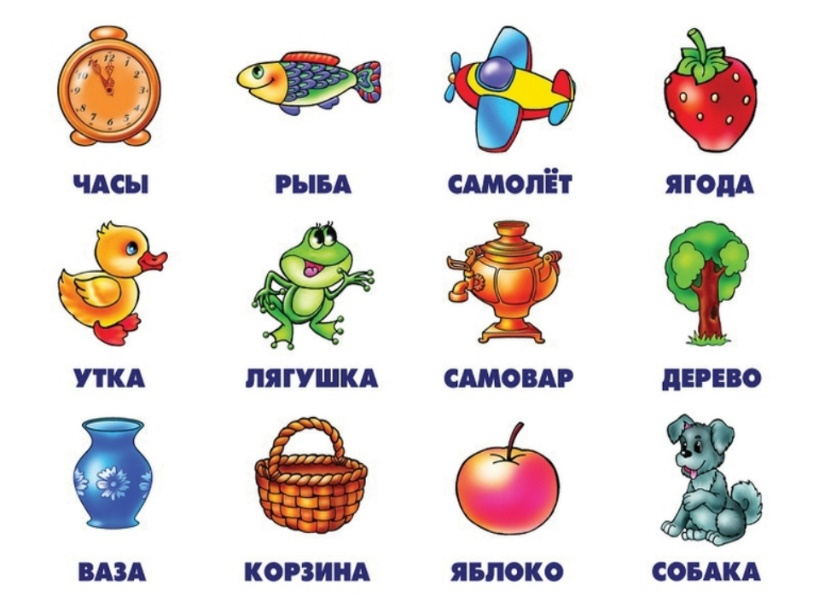 ЧАСЫ РЫБА САМОЛЁТ ЯГОДА
УТКА ЛЯГУШКА САМОВАР ДЕРЕВО
ВАЗА КОРЗИНА ЯБЛОКО СОБАКА